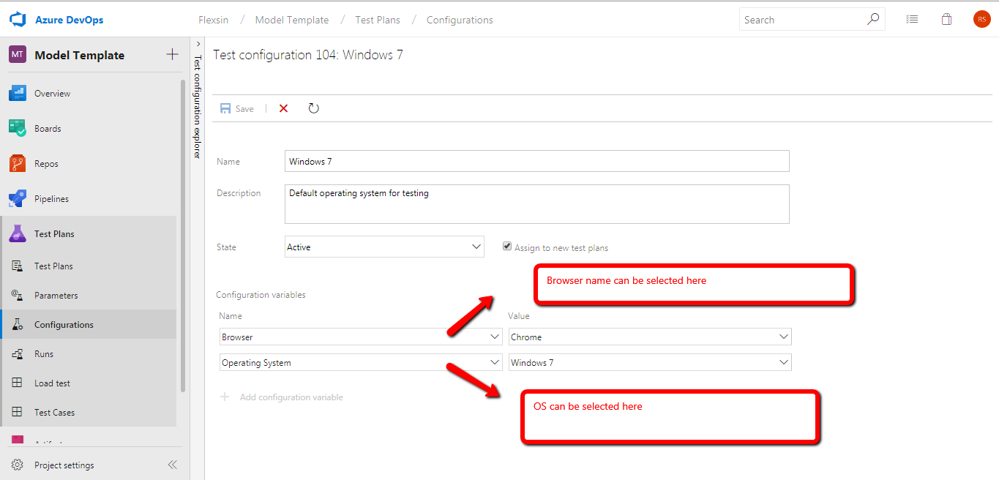 Azure DevOps
Flexsin / Model Template / Test Plans / Configurations
Search
RS
MT Model Template
Overview
Boards
Repos
Pipelines
Test Plans
Test Plans
Parameters
Configurations
Runs
Load test
Test Cases
Project settings
Test configuration explorer
Test configuration 104: Windows 7
Save
Name
Windows 7
Description
Default operating system for testing
State
Active
Assign to new test plans
Browser name can be selected here
Configuration variables
Name Value
Browser Chrome
Operating System Windows 7
Add configuration variable
OS can be selected here